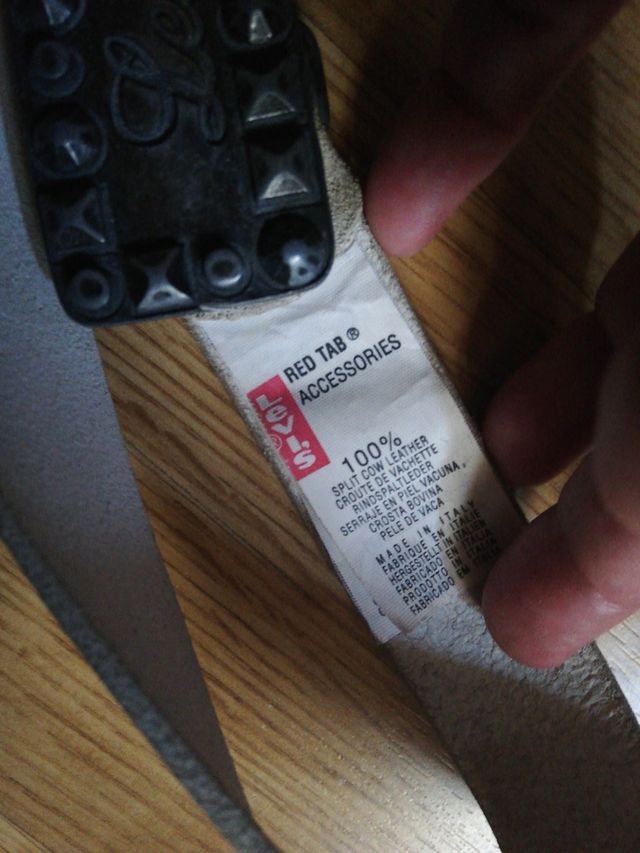 RED TAB®
ACCESSORIES
Levi's®
100%
SPLIT COW LEATHER
CROUTE DE VACHETTE
RINDSPALTLEDER
SERRAJE EN PIEL VACUNA.
CROSTA BOVINA
PELE DE VACA
MADE IN ITALY
FABRIQUE EN ITALIE
HERGESTELLT IN ITALIEN
FABRICADO EN ITALIA
PRODOTTO IN ITALIA
FABRICADO EM